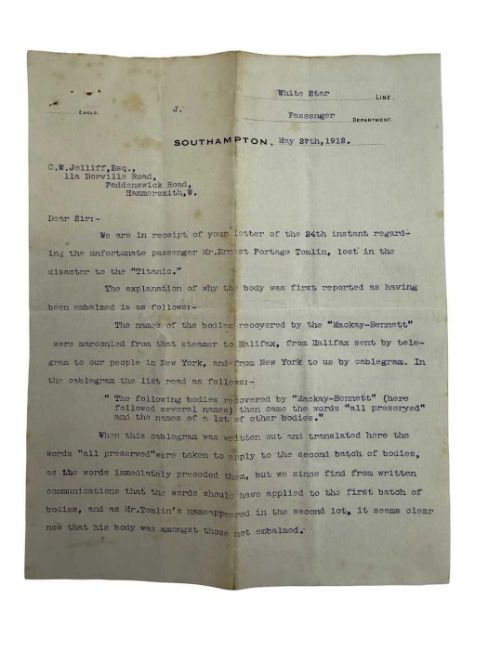 White Star LINE.
ENCLO. J. Passenger DEPARTMENT.
SOUTHAMPTON, May 27th, 1912.
C.W.Jolliff, Esq.,
11a Dorville Road,
Paddenswick Road,
Hammersmith, W.
Dear Sir:-
We are in receipt of your letter of the 24th instant regard-
ing the unfortunate passenger Mr.Ernest Portage Tomlin, lost in the
disaster to the "Titanic."
The explanation of why the body was first reported as having
been embalmed is as follows:-
The names of the bodies recovered by the "Mackay-Bennett"
were marconied from that steamer to Halifax, from Halifax sent by tele-
gram to our people in New York, and from New York to us by cablegram. In
the cablegram the list read as follows:-
" The following bodies recovered by "Mackay-Bennett" (here
followed several names) then came the words "all preserved"
and the names of a lot of other bodies."
When this cablegram was written out and translated here the
words "all preserved"were taken to apply to the second batch of bodies,
as the words immediately preceded them, but we since find from written
communications that the words should have applied to the first batch of
bodies, and as Mr.Tomlin's nameappeared in the second lot, it seems clear
now that his body was amongst those not embalmed.